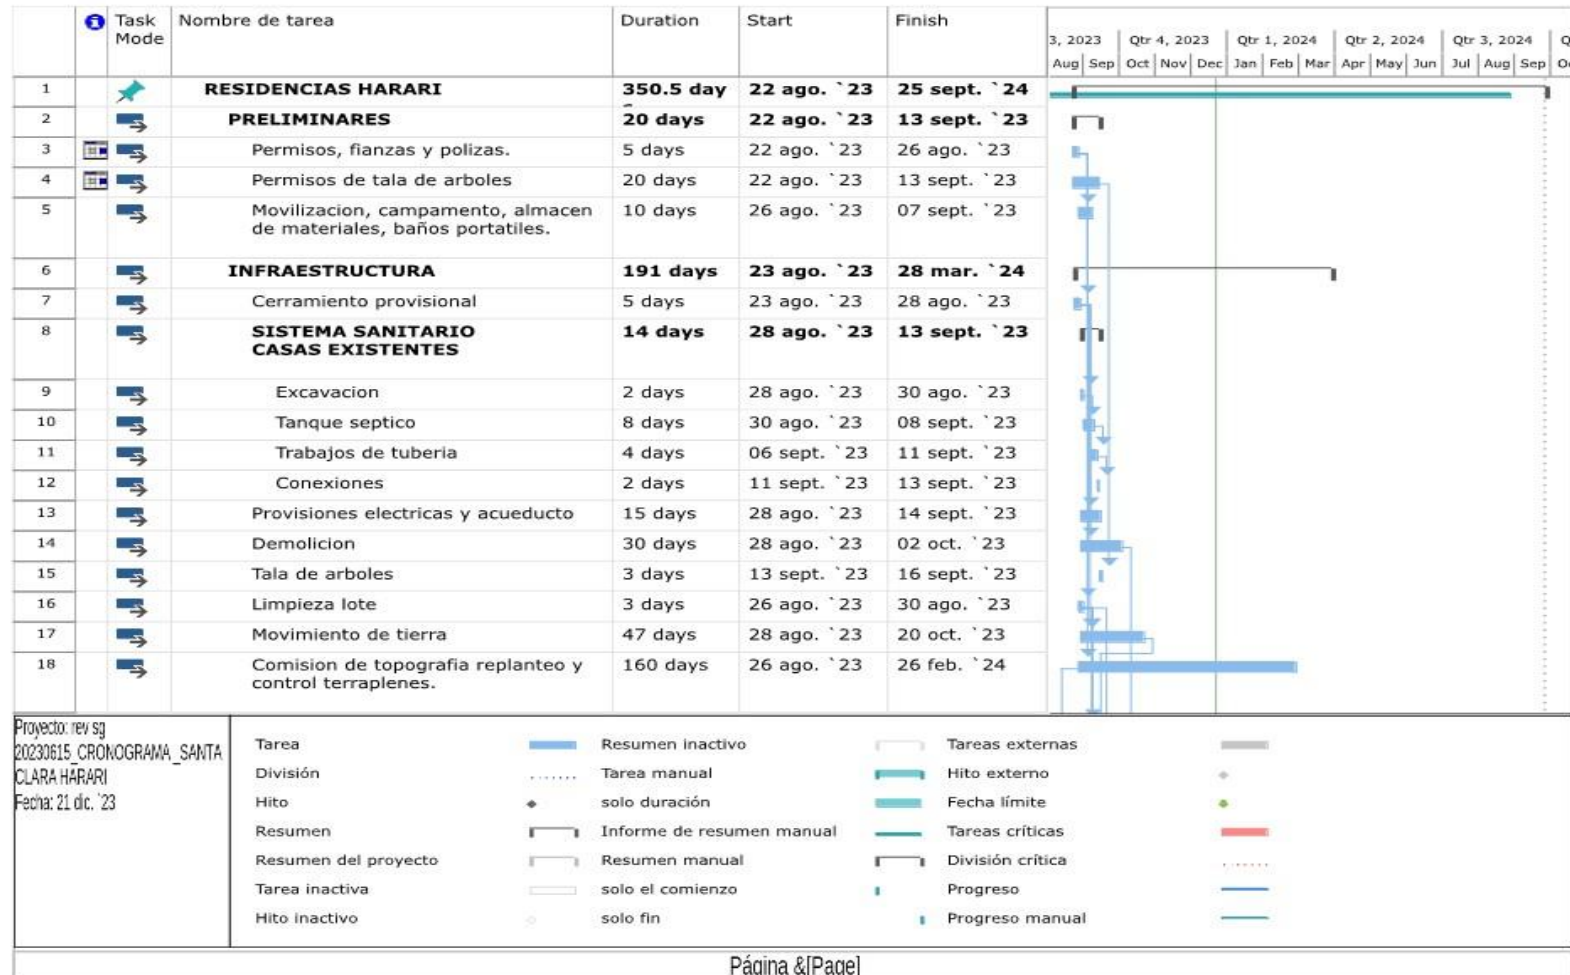 Task Mode Nombre de tarea Duration Start Finish
3, 2023 Qtr 4, 2023 Qtr 1, 2024 Qtr 2, 2024 Qtr 3, 2024 Q
Aug Sep Oct Nov Dec Jan Feb Mar Apr May Jun Jul Aug Sep Oc
1 RESIDENCIAS HARARI 350.5 day 22 ago. `23 25 sept. `24
2 PRELIMINARES 20 days 22 ago. `23 13 sept. `23
3 Permisos, fianzas y polizas. 5 days 22 ago. `23 26 ago. `23
4 Permisos de tala de arboles 20 days 22 ago. `23 13 sept. `23
5 Movilizacion, campamento, almacen 10 days 26 ago. `23 07 sept. `23
de materiales, baños portatiles.
6 INFRAESTRUCTURA 191 days 23 ago. `23 28 mar. `24
7 Cerramiento provisional 5 days 23 ago. `23 28 ago. `23
8 SISTEMA SANITARIO 14 days 28 ago. `23 13 sept. `23
CASAS EXISTENTES
9 Excavacion 2 days 28 ago. `23 30 ago. `23
10 Tanque septico 8 days 30 ago. `23 08 sept. `23
11 Trabajos de tuberia 4 days 06 sept. `23 11 sept. `23
12 Conexiones 2 days 11 sept. `23 13 sept. `23
13 Provisiones electricas y acueducto 15 days 28 ago. `23 14 sept. `23
14 Demolicion 30 days 28 ago. `23 02 oct. `23
15 Tala de arboles 3 days 13 sept. `23 16 sept. `23
16 Limpieza lote 3 days 26 ago. `23 30 ago. `23
17 Movimiento de tierra 47 days 28 ago. `23 20 oct. `23
18 Comision de topografia replanteo y 160 days 26 ago. `23 26 feb. `24
control terraplenes.
Proyecto: rev sg
20230615_CRONOGRAMA_SANTA
CLARA HARARI
Fecha: 21 dic. `23
Tarea Resumen inactivo Tareas externas
División Tarea manual Hito externo
Hito solo duración Fecha límite
Resumen Informe de resumen manual Tareas críticas
Resumen del proyecto Resumen manual División crítica
Tarea inactiva solo el comienzo Progreso
Hito inactivo solo fin Progreso manual
Página &[Page]